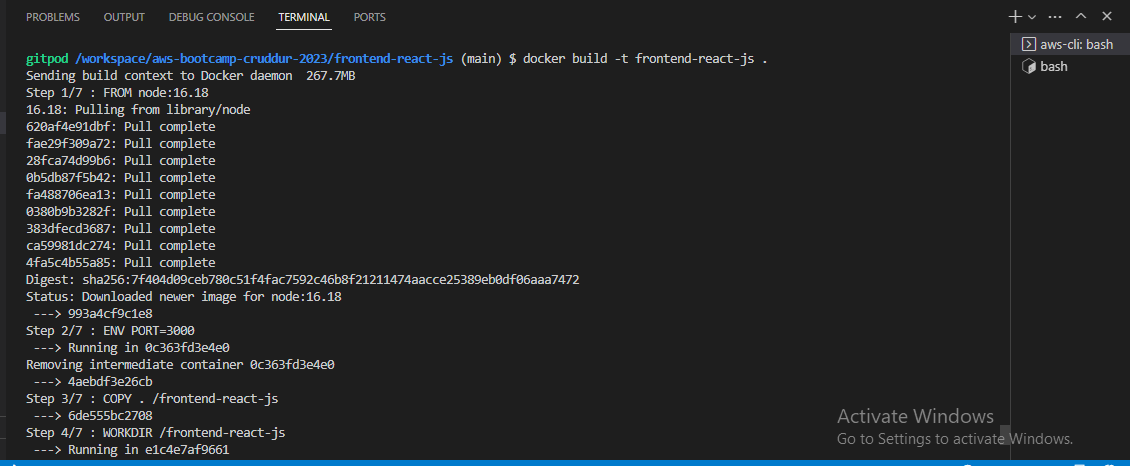 PROBLEMS OUTPUT DEBUG CONSOLE TERMINAL PORTS
aws-cli: bash
bash
gitpod /workspace/aws-bootcamp-cruddur-2023/frontend-react-js (main) $ docker build -t frontend-react-js .
Sending build context to Docker daemon  267.7MB
Step 1/7 : FROM node:16.18
16.18: Pulling from library/node
620af4e91dbf: Pull complete
fae29f309a72: Pull complete
28fca74d99b6: Pull complete
0b5db87f5b42: Pull complete
fa488706ea13: Pull complete
0380b9b3282f: Pull complete
383dfecd3687: Pull complete
ca59981dc274: Pull complete
4fa5c4b55a85: Pull complete
Digest: sha256:7f404d09ceb780c51f4fac7592c46b8f21211474aacce25389eb0df06aaa7472
Status: Downloaded newer image for node:16.18
 ---> 993a4cf9c1e8
Step 2/7 : ENV PORT=3000
 ---> Running in 0c363fd3e4e0
Removing intermediate container 0c363fd3e4e0
 ---> 4aebdf3e26cb
Step 3/7 : COPY . /frontend-react-js
 ---> 6de555bc2708
Step 4/7 : WORKDIR /frontend-react-js
 ---> Running in e1c4e7af9661
Activate Windows
Go to Settings to activate Windows.